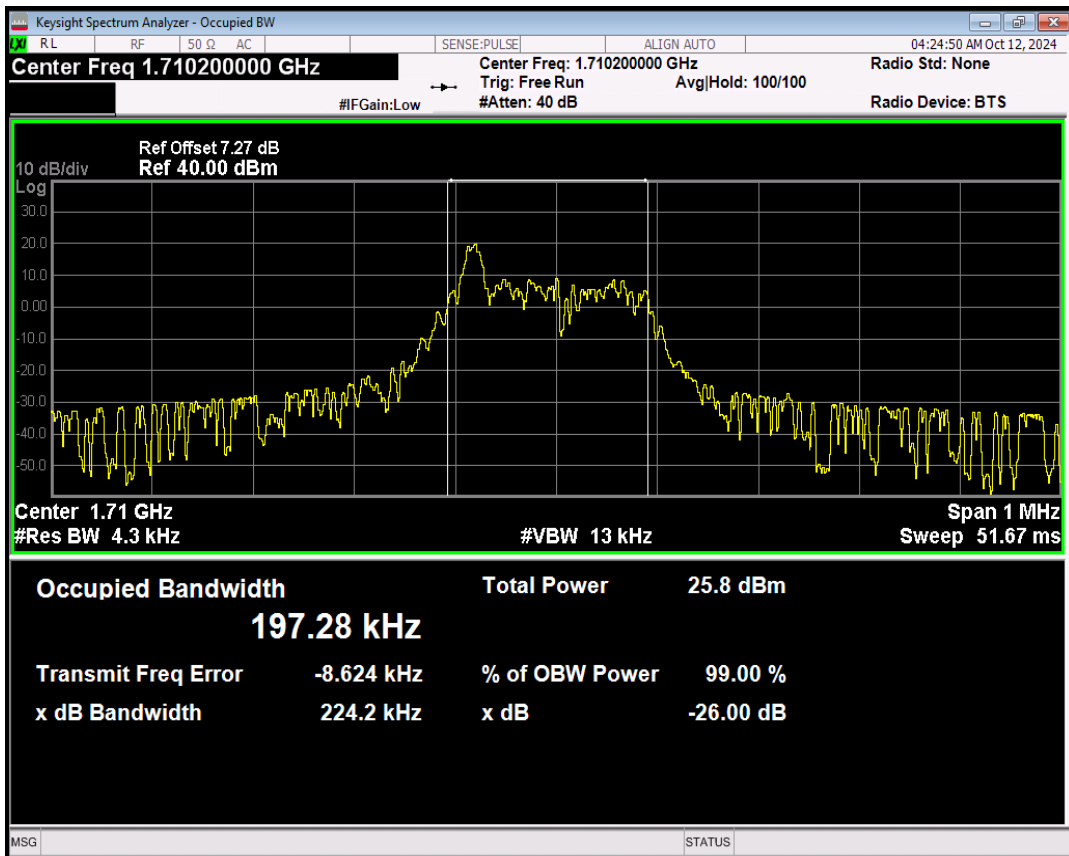 Keysight Spectrum Analyzer - Occupied BW
LXI RL RF 50 Ω AC SENSE:PULSE ALIGN AUTO 04:24:50 AM Oct 12, 2024
Center Freq 1.710200000 GHz Center Freq: 1.710200000 GHz Radio Std: None
Trig: Free Run Avg|Hold: 100/100
#IFGain:Low #Atten: 40 dB Radio Device: BTS
Ref Offset 7.27 dB
10 dB/div Ref 40.00 dBm
Log
30.0
20.0
10.0
0.00
-10.0
-20.0
-30.0
-40.0
-50.0
Center 1.71 GHz Span 1 MHz
#Res BW 4.3 kHz #VBW 13 kHz Sweep 51.67 ms
Occupied Bandwidth Total Power 25.8 dBm
197.28 kHz
Transmit Freq Error -8.624 kHz % of OBW Power 99.00 %
x dB Bandwidth 224.2 kHz x dB -26.00 dB
MSG STATUS